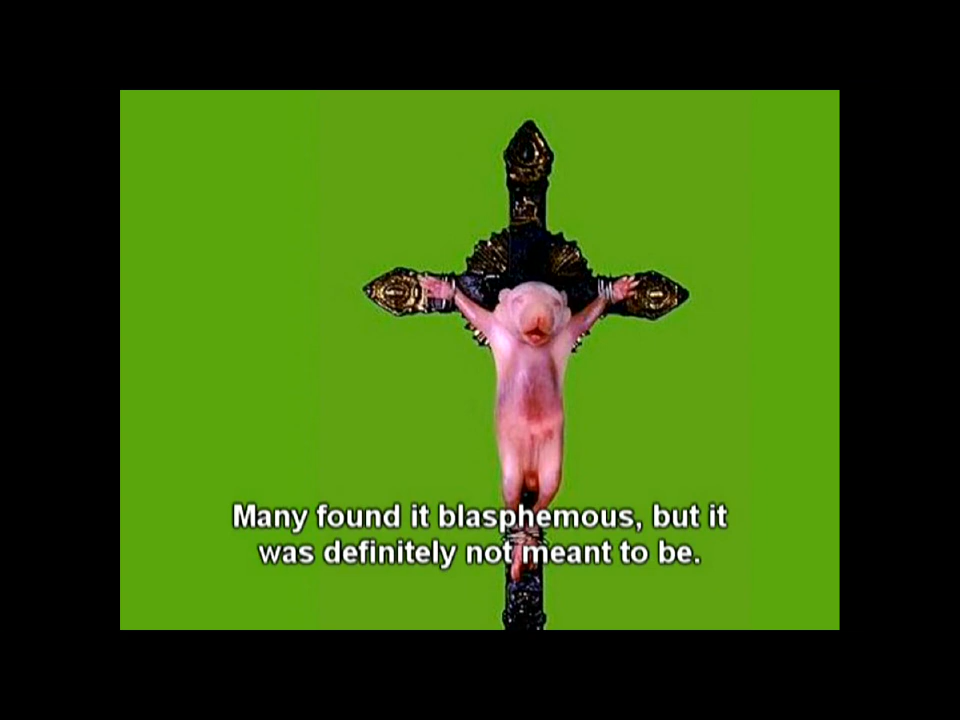 Many found it blasphemous, but it
was definitely not meant to be.